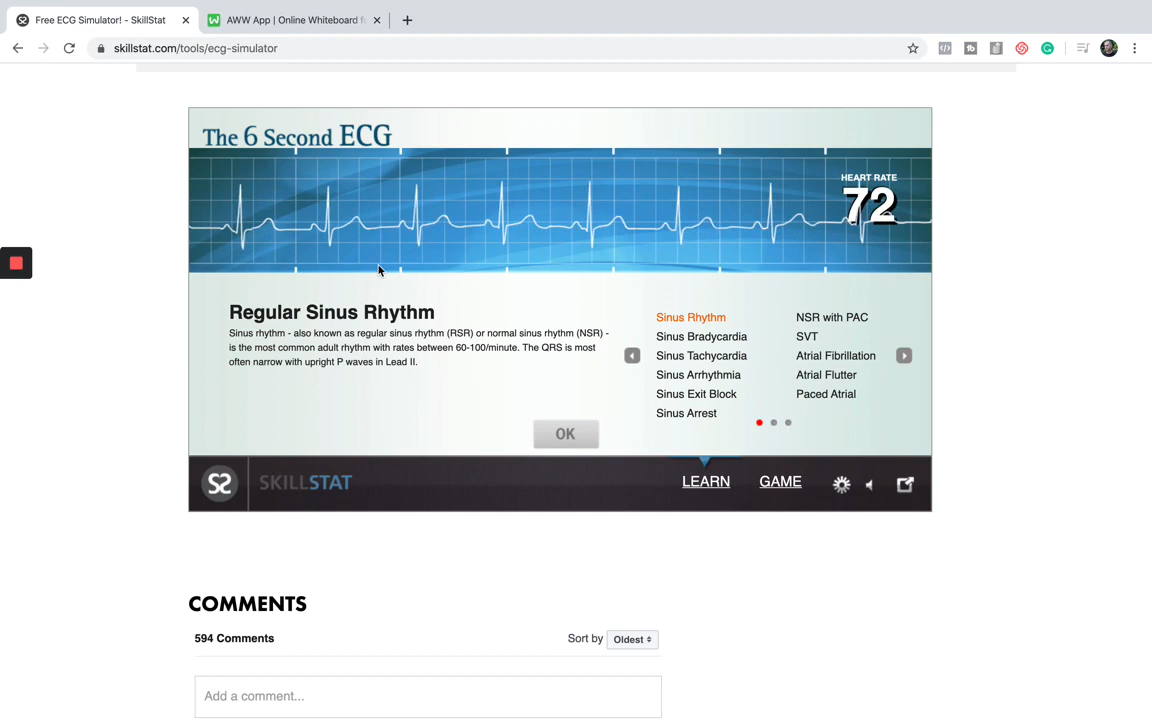 Free ECG Simulator! - SkillStat
AWW App | Online Whiteboard f
skillstat.com/tools/ecg-simulator
The 6 Second ECG
HEART RATE
72
Regular Sinus Rhythm
Sinus rhythm - also known as regular sinus rhythm (RSR) or normal sinus rhythm (NSR) -
is the most common adult rhythm with rates between 60-100/minute. The QRS is most
often narrow with upright P waves in Lead II.
OK
Sinus Rhythm
Sinus Bradycardia
Sinus Tachycardia
Sinus Arrhythmia
Sinus Exit Block
Sinus Arrest
NSR with PAC
SVT
Atrial Fibrillation
Atrial Flutter
Paced Atrial
SKILLSTAT
LEARN
GAME
COMMENTS
594 Comments
Sort by Oldest
Add a comment...